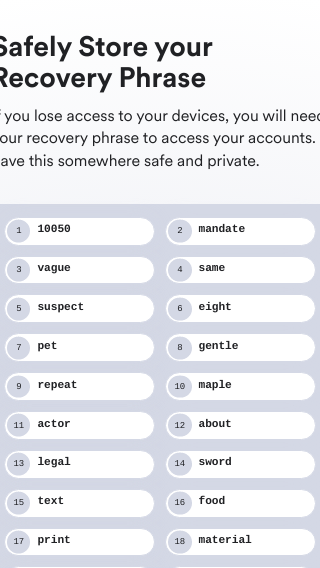 Safely Store your
Recovery Phrase
f you lose access to your devices, you will need
our recovery phrase to access your accounts.
ave this somewhere safe and private.
1 10050 2 mandate
3 vague 4 same
5 suspect 6 eight
7 pet 8 gentle
9 repeat 10 maple
11 actor 12 about
13 legal 14 sword
15 text 16 food
17 print 18 material